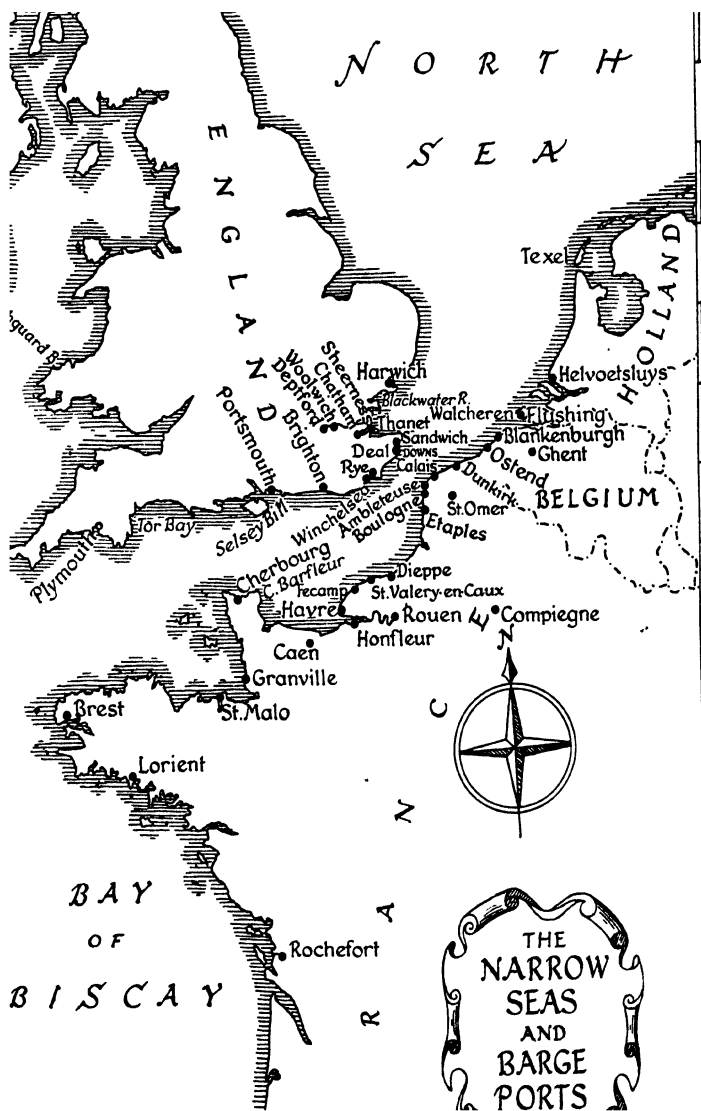 NORTH
SEA
ENGLAND
Texel
HOLLAND
Harwich
Helvoetsluys
Sheerness
Chatham
Woolwich
Deptford
Blackwater R.
Walcheren
Flushing
Thanet
Sandwich
Blankenburgh
Deal
DOWNS
Ghent
Portsmouth
Brighton
Rye
Calais
Ostend
Dunkirk
BELGIUM
Winchelsea
Ambleteuse
Boulogne
St.Omer
Etaples
Tor Bay
Selsey Bill
Plymouth
Cherbourg
C. Barfleur
Dieppe
Fecamp
St.Valery-en-Caux
Havre
Rouen
Compiegne
Honfleur
Caen
Granville
St.Malo
Brest
Lorient
N
FRANCE
BAY
OF
BISCAY
Rochefort
THE
NARROW
SEAS
AND
BARGE
PORTS